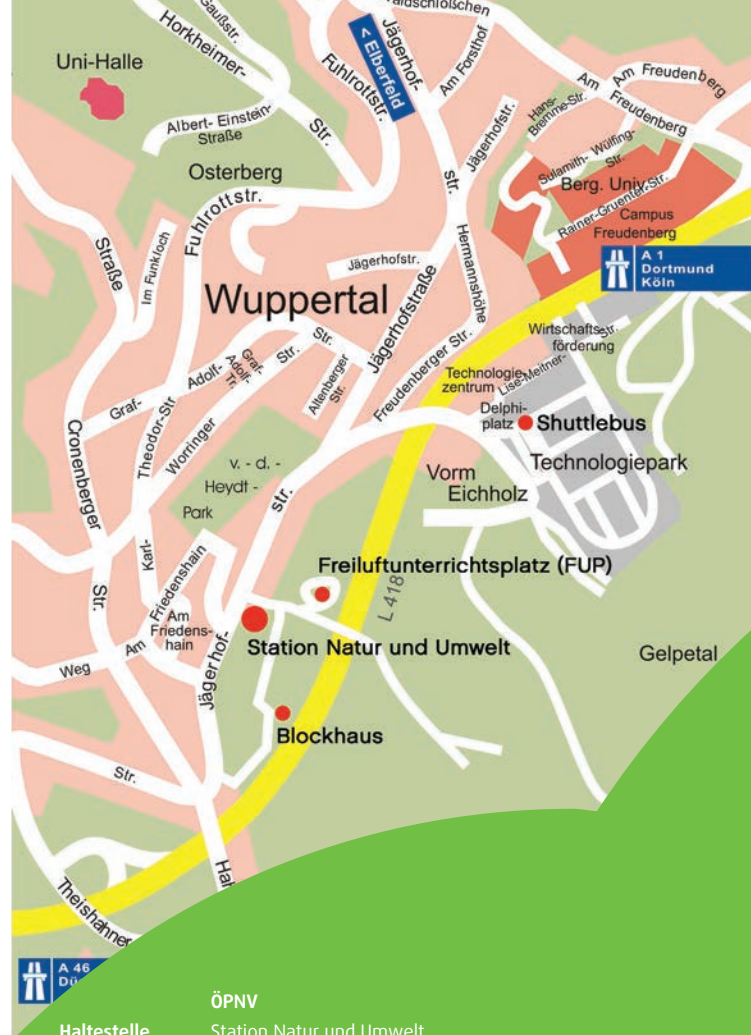 Gaußstr.
Horkheimer-
Str.
Uni-Halle
Albert- Einstein-
Straße
Osterberg
Fuhlrottstr.
< Elberfeld
Jägerhof-
str.
Am Forsthof
Am Freudenberg
Am Freudenberg
Hans-
Bremme-Str.
Sulamith- Wülfing-
Str.
Berg. Univ.
Rainer-Gruenter-Str.
Campus
Freudenberg
Jägerhofstr.
Hermannshöhe
A 1
Dortmund
Köln
Straße
Im Funkloch
Fuhlrottstr.
Jägerhofstr.
Wuppertal
Jägerhofstraße
Freudenberger Str.
Wirtschafts-
förderung
str.
Technologie-
zentrum
Lise-Meitner-
Delphi-
platz
Shuttlebus
Technologiepark
Graf-
Adolf-
Str.
Graf-
Adolf-
Tr.
Altenberger
Str.
Cronenberger
Str.
Theodor-Str
Worringer
Str.
Karl-
v. - d. -
Heydt -
Park
str.
Vorm
Eichholz
Freiluftunterrichtsplatz (FUP)
L 418
Am
Friedenshain
Am
Friedens-
hain
Weg
Jägerhof-
Station Natur und Umwelt
Gelpetal
Blockhaus
Str.
Theishahner
A 46
ÖPNV
Haltestelle Station Natur und Umwelt